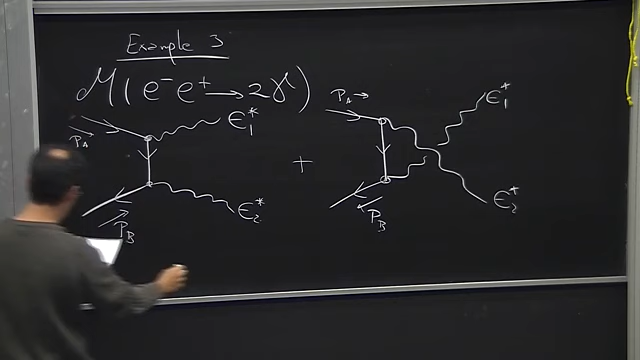 Example 3
M(e⁻e⁺→2γ)
P_A ε₁*
P_B ε₂*
+
P_A → ε₁*
P_B ε₂*